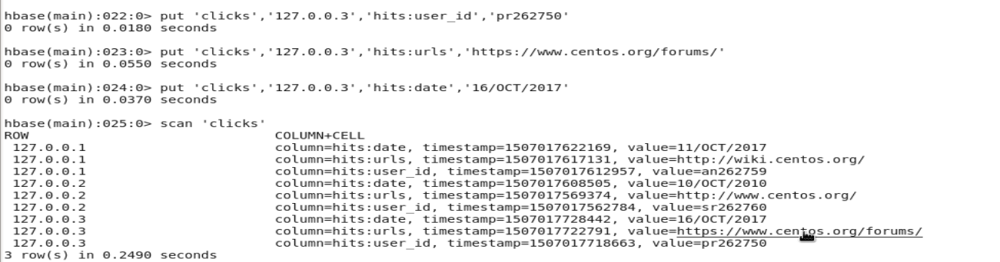 hbase(main):022:0> put 'clicks','127.0.0.3','hits:user_id','pr262750'
0 row(s) in 0.0180 seconds
hbase(main):023:0> put 'clicks','127.0.0.3','hits:urls','https://www.centos.org/forums/'
0 row(s) in 0.0550 seconds
hbase(main):024:0> put 'clicks','127.0.0.3','hits:date','16/OCT/2017'
0 row(s) in 0.0370 seconds
hbase(main):025:0> scan 'clicks'
ROW COLUMN+CELL
127.0.0.1 column=hits:date, timestamp=1507017622169, value=11/OCT/2017
127.0.0.1 column=hits:urls, timestamp=1507017617131, value=http://wiki.centos.org/
127.0.0.1 column=hits:user_id, timestamp=1507017612957, value=an262759
127.0.0.2 column=hits:date, timestamp=1507017608505, value=10/OCT/2010
127.0.0.2 column=hits:urls, timestamp=1507017569374, value=http://www.centos.org/
127.0.0.2 column=hits:user_id, timestamp=1507017562784, value=sr262760
127.0.0.3 column=hits:date, timestamp=1507017728442, value=16/OCT/2017
127.0.0.3 column=hits:urls, timestamp=1507017722791, value=https://www.centos.org/forums/
127.0.0.3 column=hits:user_id, timestamp=1507017718663, value=pr262750
3 row(s) in 0.2490 seconds